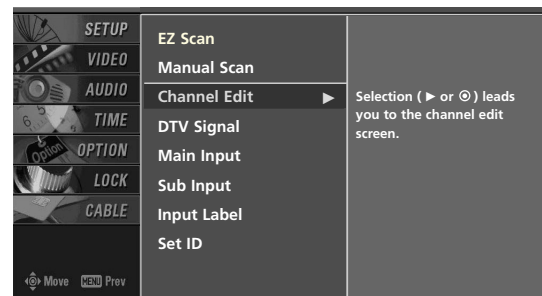 SETUP
VIDEO
AUDIO
TIME
OPTION
LOCK
CABLE
Move MENU Prev
EZ Scan
Manual Scan
Channel Edit ►
DTV Signal
Main Input
Sub Input
Input Label
Set ID
Selection ( ► or ◉ ) leads
you to the channel edit
screen.